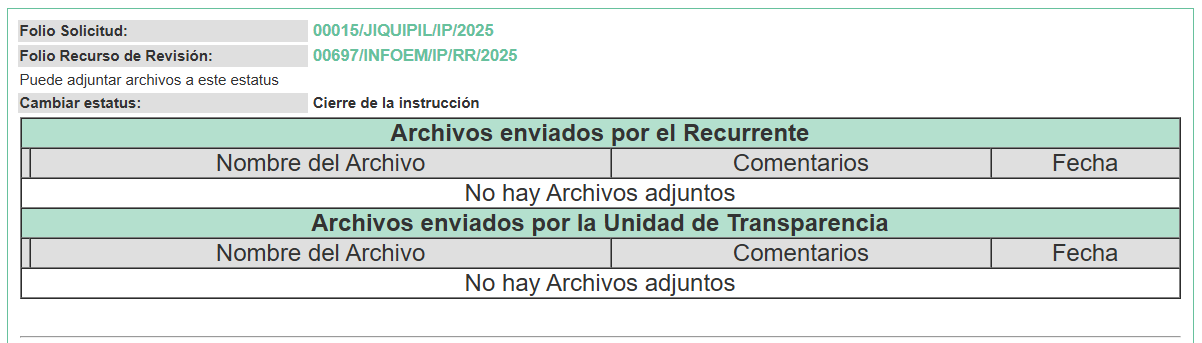 Folio Solicitud: 00015/JIQUIPIL/IP/2025
Folio Recurso de Revisión: 00697/INFOEM/IP/RR/2025
Puede adjuntar archivos a este estatus
Cambiar estatus: Cierre de la instrucción
Archivos enviados por el Recurrente
Nombre del Archivo Comentarios Fecha
No hay Archivos adjuntos
Archivos enviados por la Unidad de Transparencia
Nombre del Archivo Comentarios Fecha
No hay Archivos adjuntos